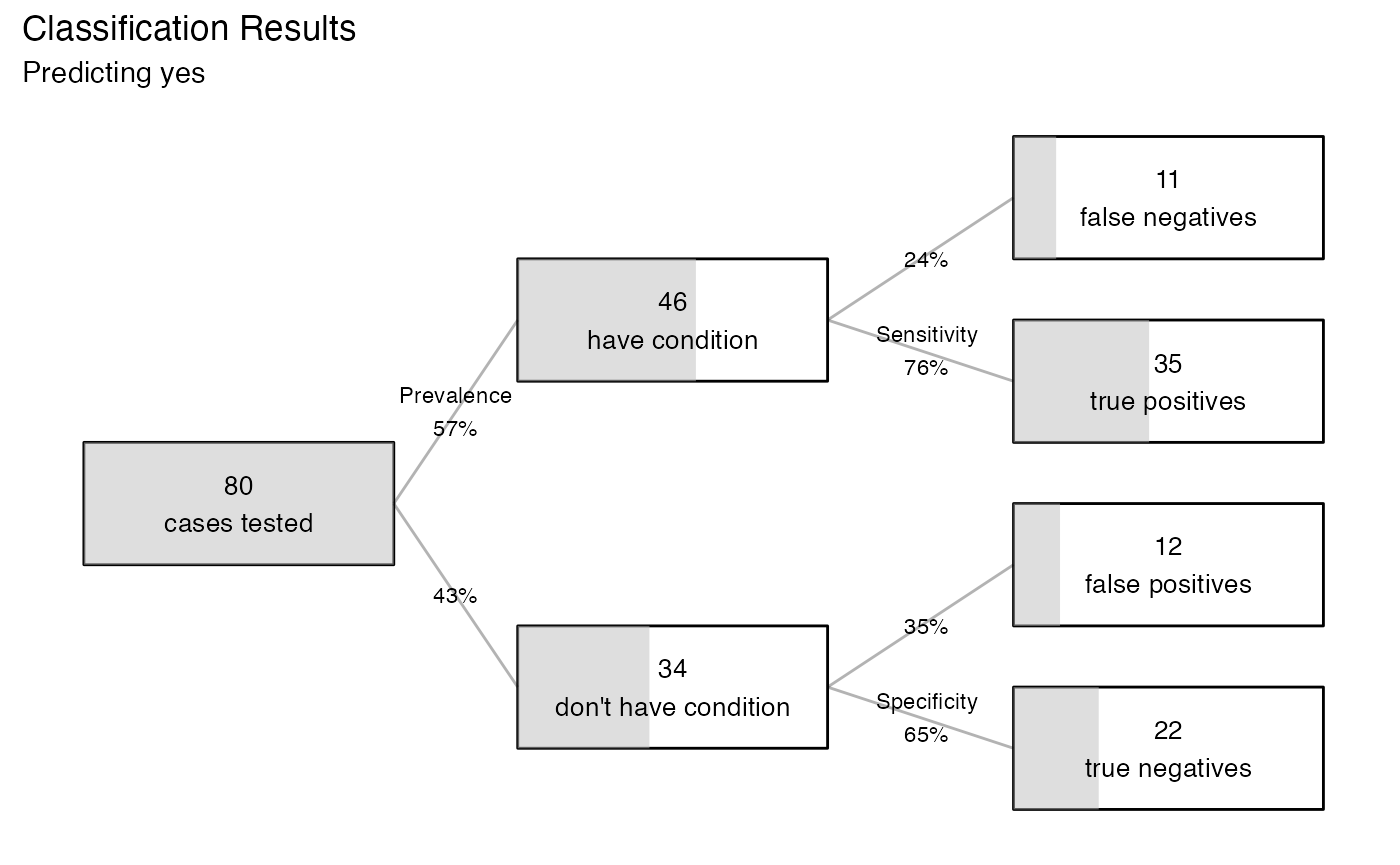 Classification Results
Predicting yes
11
false negatives
24%
46
have condition
Sensitivity
76%
35
true positives
Prevalence
57%
80
cases tested
43%
12
false positives
35%
34
don't have condition
Specificity
65%
22
true negatives